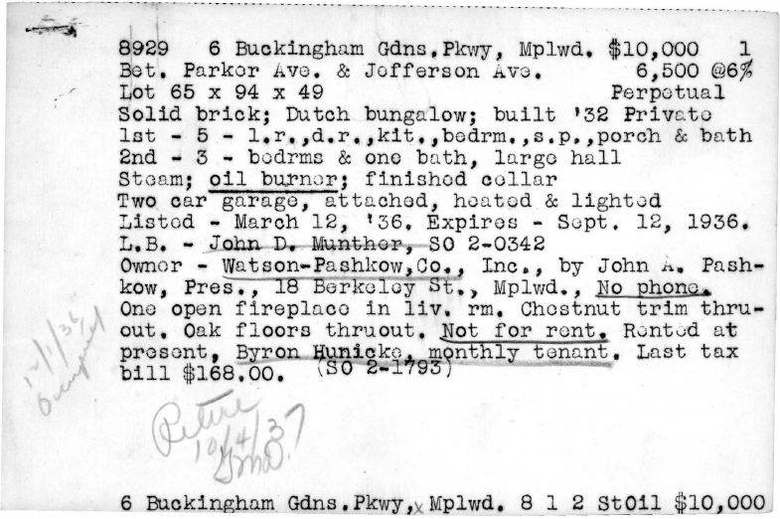 8929   6 Buckingham Gdns.Pkwy, Mplwd. $10,000   1
Bet. Parker Ave. & Jefferson Ave.   6,500 @6%
Lot 65 x 94 x 49   Perpetual
Solid brick; Dutch bungalow; built '32 Private
1st - 5 - l.r.,d.r.,kit.,bedrm.,s.p.,porch & bath
2nd - 3 - bedrms & one bath, large hall
Steam; oil burner; finished cellar
Two car garage, attached, heated & lighted
Listed - March 12, '36. Expires - Sept. 12, 1936.
L.B. - John D. Munther, SO 2-0342
Owner - Watson-Pashkow,Co., Inc., by John A. Pash-
kow, Pres., 18 Berkeley St., Mplwd., No phone.
One open fireplace in liv. rm. Chestnut trim thru-
out. Oak floors thruout. Not for rent. Rented at
present, Byron Hunicke, monthly tenant. Last tax
bill $168.00.   (SO 2-1793)
10/4/37
6 Buckingham Gdns.Pkwy,x Mplwd. 8 1 2 StOil $10,000